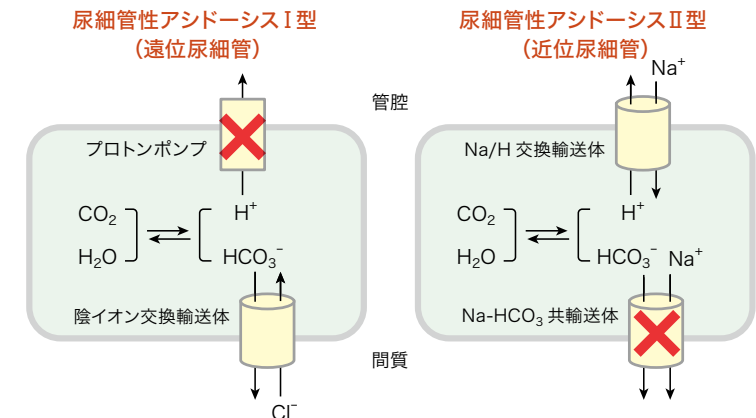 尿細管性アシドーシスⅠ型
（遠位尿細管）
プロトンポンプ
H⁺
CO₂
H₂O
HCO₃⁻
陰イオン交換輸送体
Cl⁻
管腔
間質
尿細管性アシドーシスⅡ型
（近位尿細管）
Na⁺
Na/H 交換輸送体
H⁺
CO₂
H₂O
HCO₃⁻ Na⁺
Na-HCO₃ 共輸送体